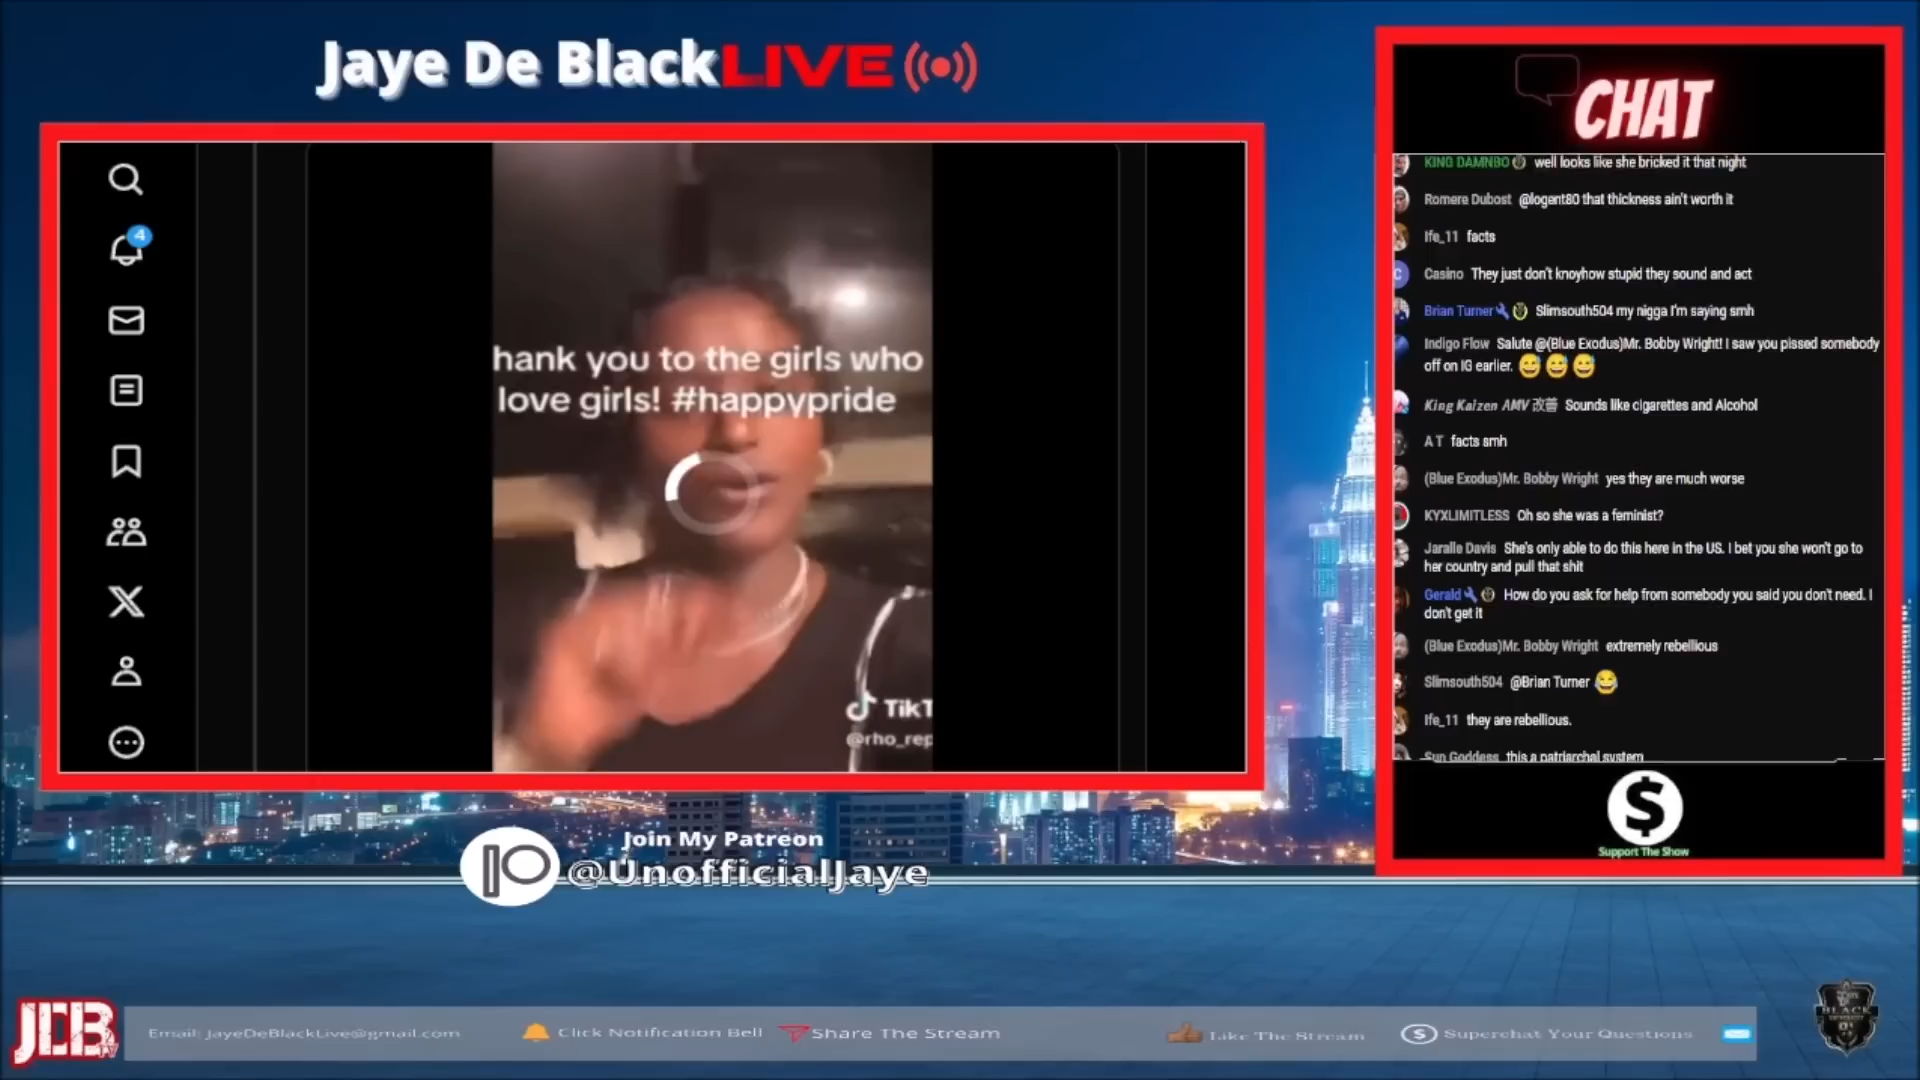 Jaye De BlackLIVE
CHAT
4
hank you to the girls who
love girls! #happypride
TikT
@rho_rep
KING DAMNBO well looks like she bricked it that night
Romere Dubost @logent80 that thickness ain't worth it
Ife_11 facts
C Casino They just don't knoyhow stupid they sound and act
Brian Turner Slimsouth504 my nigga I'm saying smh
Indigo Flow Salute @(Blue Exodus)Mr. Bobby Wright! I saw you pissed somebody
off on IG earlier. 😅😅😅
King Kaizen AMV 改善 Sounds like cigarettes and Alcohol
A T facts smh
(Blue Exodus)Mr. Bobby Wright yes they are much worse
KYXLIMITLESS Oh so she was a feminist?
Jaralle Davis She's only able to do this here in the US. I bet you she won't go to
her country and pull that shit
Gerald How do you ask for help from somebody you said you don't need. I
don't get it
(Blue Exodus)Mr. Bobby Wright extremely rebellious
Slimsouth504 @Brian Turner 😂
Ife_11 they are rebellious.
Sun Goddess this a patriarchal system
$
Support The Show
Join My Patreon
@UnofficialJaye
JDB
TV
Email: JayeDeBlackLive@gmail.com
Click Notification Bell
Share The Stream
Like The Stream
$ Superchat Your Questions
BLACK